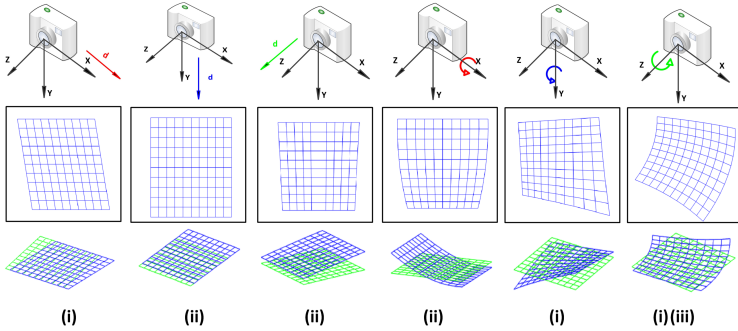 Z X d Y
Z X Y d
d Z X Y
Z X Y
Z X Y
Z X Y
(i) (ii) (ii) (ii) (i) (i) (iii)